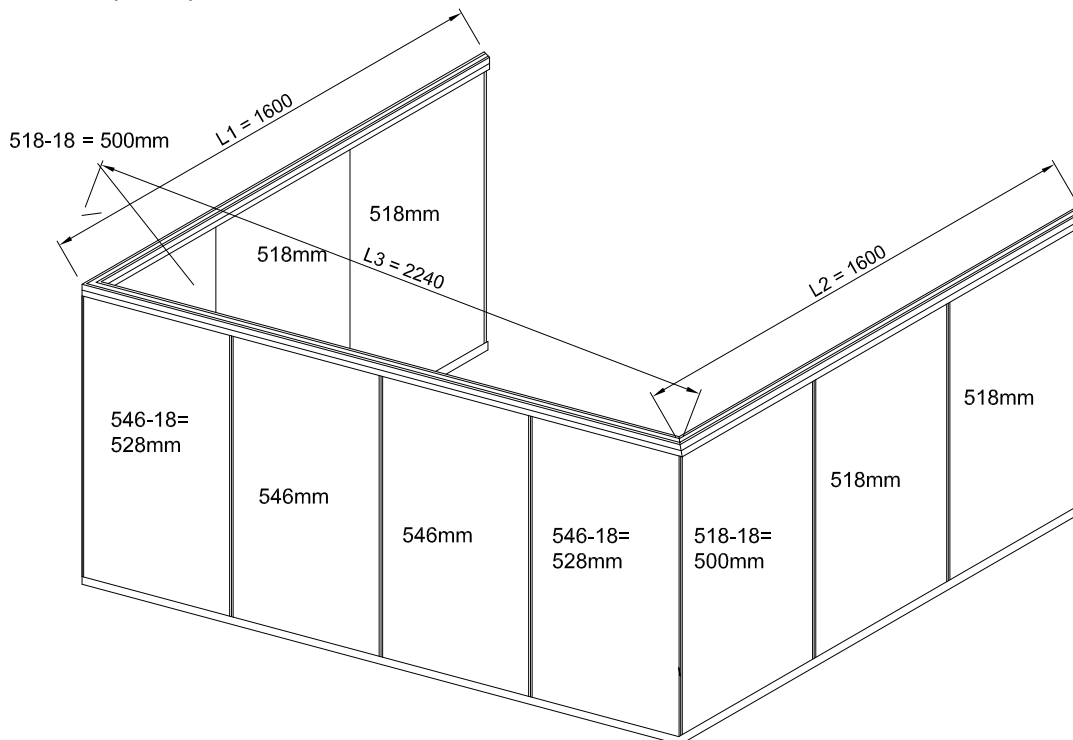 L1 = 1600
518-18 = 500mm
518mm
518mm
L3 = 2240
L2 = 1600
518mm
546-18=
528mm
546mm
546mm
546-18=
528mm
518-18=
500mm
518mm